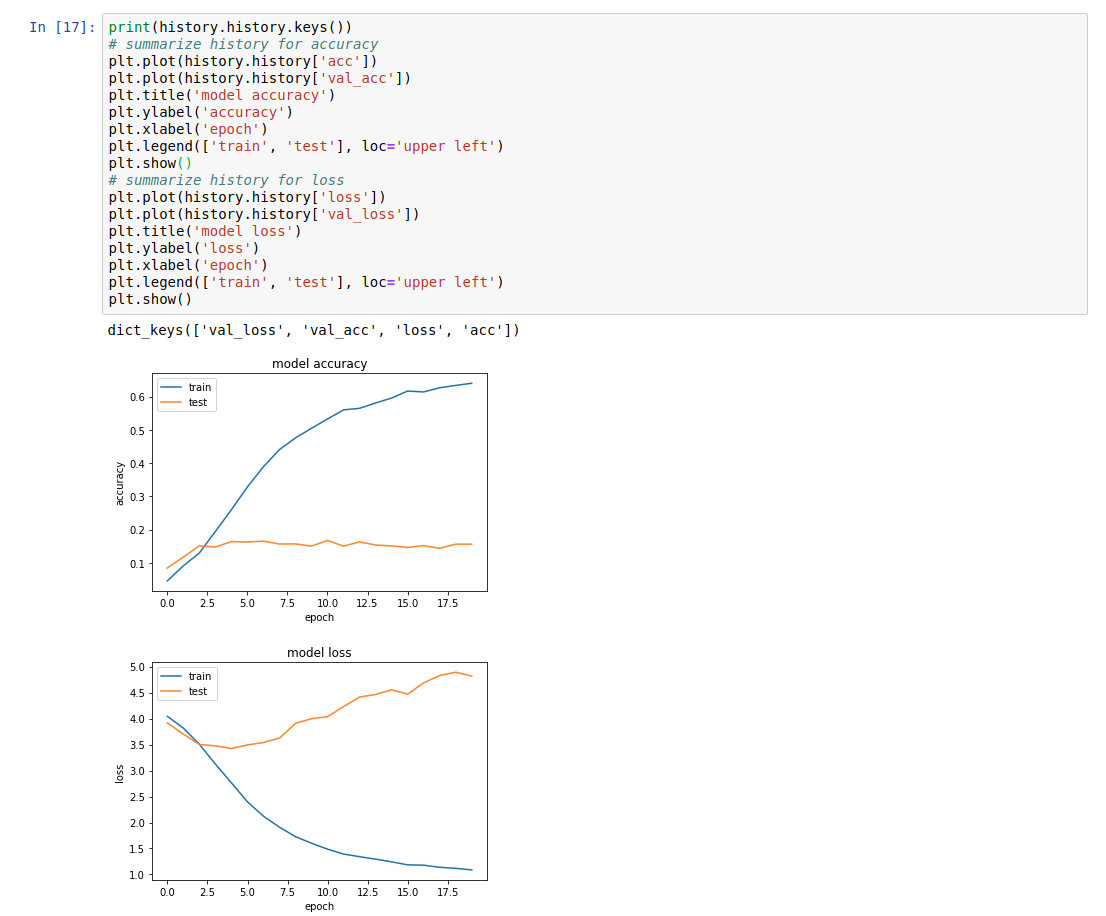 In [17]:
print(history.history.keys())
# summarize history for accuracy
plt.plot(history.history['acc'])
plt.plot(history.history['val_acc'])
plt.title('model accuracy')
plt.ylabel('accuracy')
plt.xlabel('epoch')
plt.legend(['train', 'test'], loc='upper left')
plt.show()
# summarize history for loss
plt.plot(history.history['loss'])
plt.plot(history.history['val_loss'])
plt.title('model loss')
plt.ylabel('loss')
plt.xlabel('epoch')
plt.legend(['train', 'test'], loc='upper left')
plt.show()
dict_keys(['val_loss', 'val_acc', 'loss', 'acc'])
model accuracy
train
test
accuracy
0.6
0.5
0.4
0.3
0.2
0.1
0.0 2.5 5.0 7.5 10.0 12.5 15.0 17.5
epoch
model loss
train
test
loss
5.0
4.5
4.0
3.5
3.0
2.5
2.0
1.5
1.0
0.0 2.5 5.0 7.5 10.0 12.5 15.0 17.5
epoch